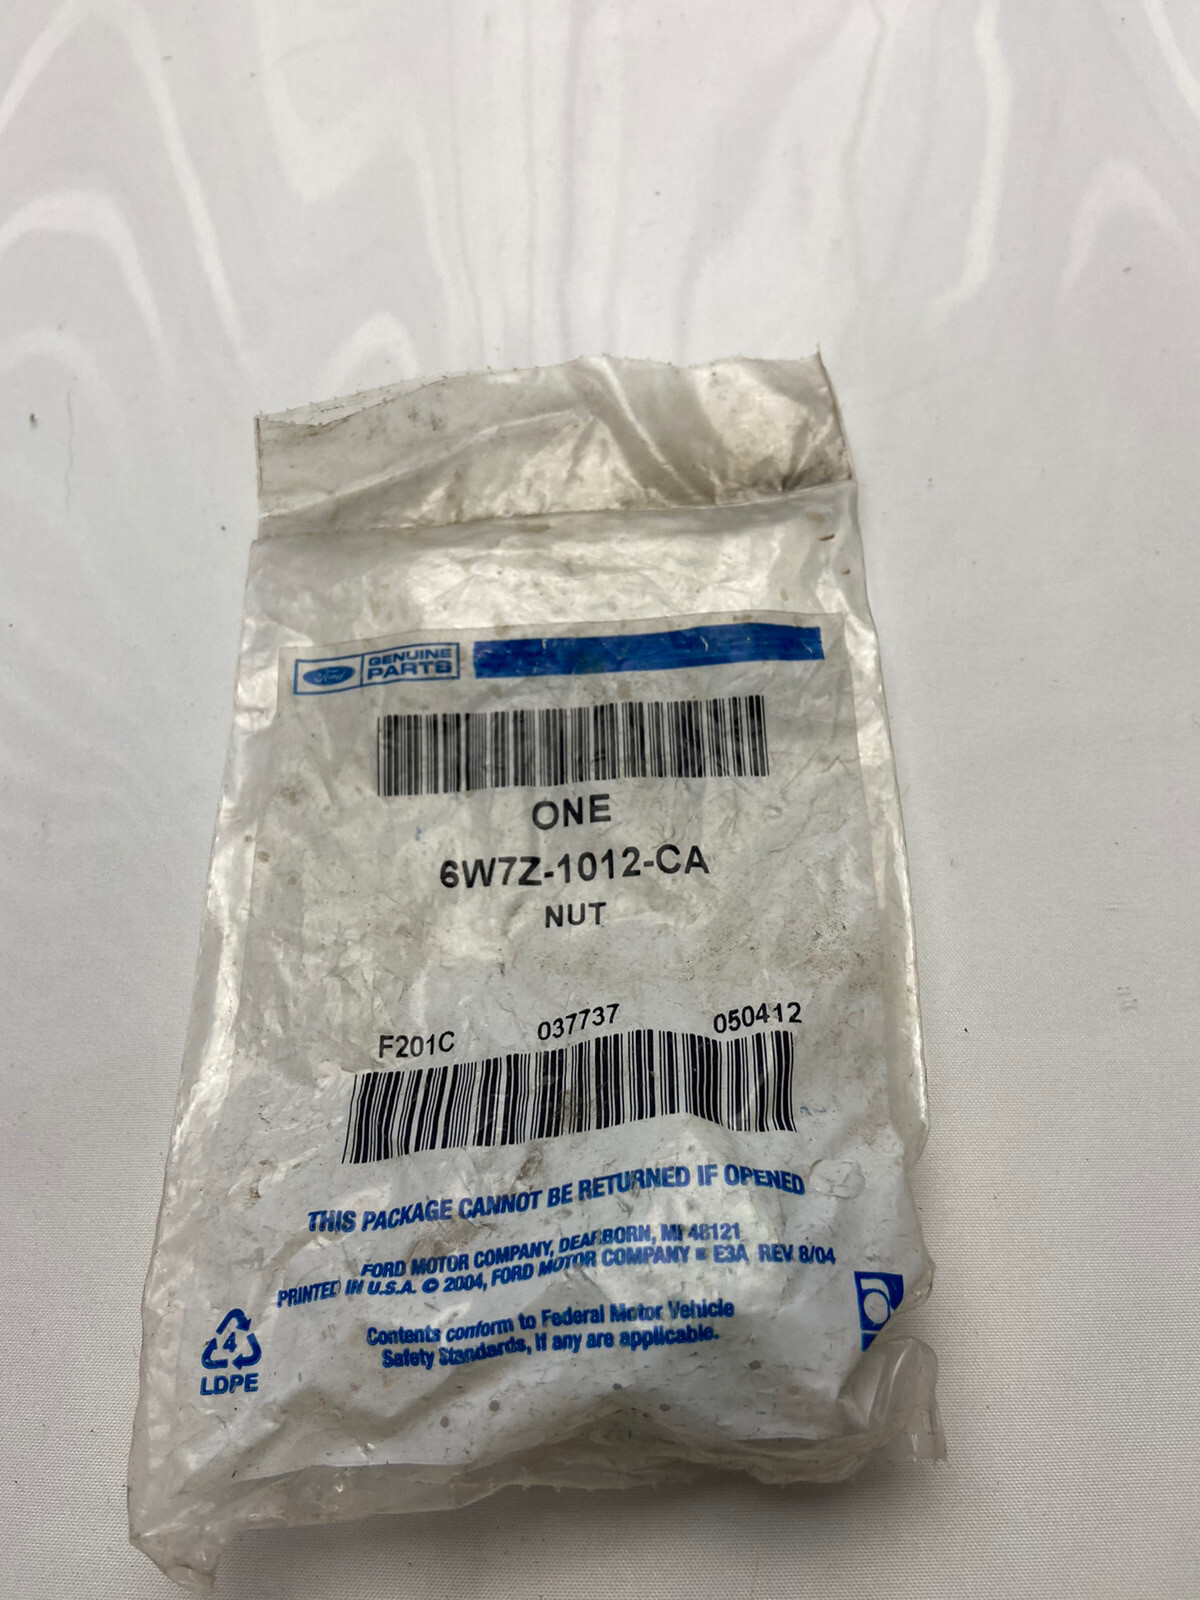 Ford GENUINE
PARTS
ONE
6W7Z-1012-CA
NUT
F201C 037737 050412
THIS PACKAGE CANNOT BE RETURNED IF OPENED
FORD MOTOR COMPANY, DEARBORN, MI 48121
PRINTED IN U.S.A. © 2004, FORD MOTOR COMPANY E3A REV. 8/04
Contents conform to Federal Motor Vehicle
Safety Standards, if any are applicable.
4
LDPE